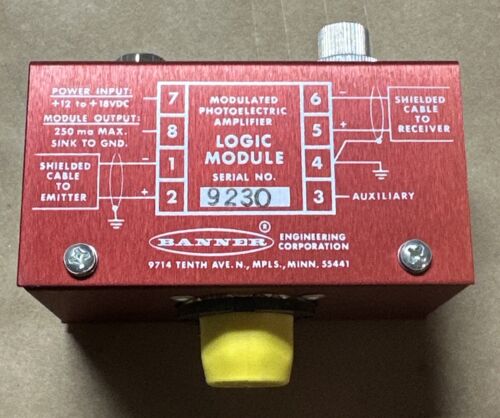 POWER INPUT:
+12 to +18VDC
MODULE OUTPUT:
250 ma MAX.
SINK TO GND.
SHIELDED
CABLE
TO
EMITTER
−
+
7
8
1
2
MODULATED
PHOTOELECTRIC
AMPLIFIER
LOGIC
MODULE
SERIAL NO.
9230
6
5
4
3
−
+
SHIELDED
CABLE
TO
RECEIVER
AUXILIARY
BANNER ®
ENGINEERING
CORPORATION
9714 TENTH AVE. N., MPLS., MINN. 55441